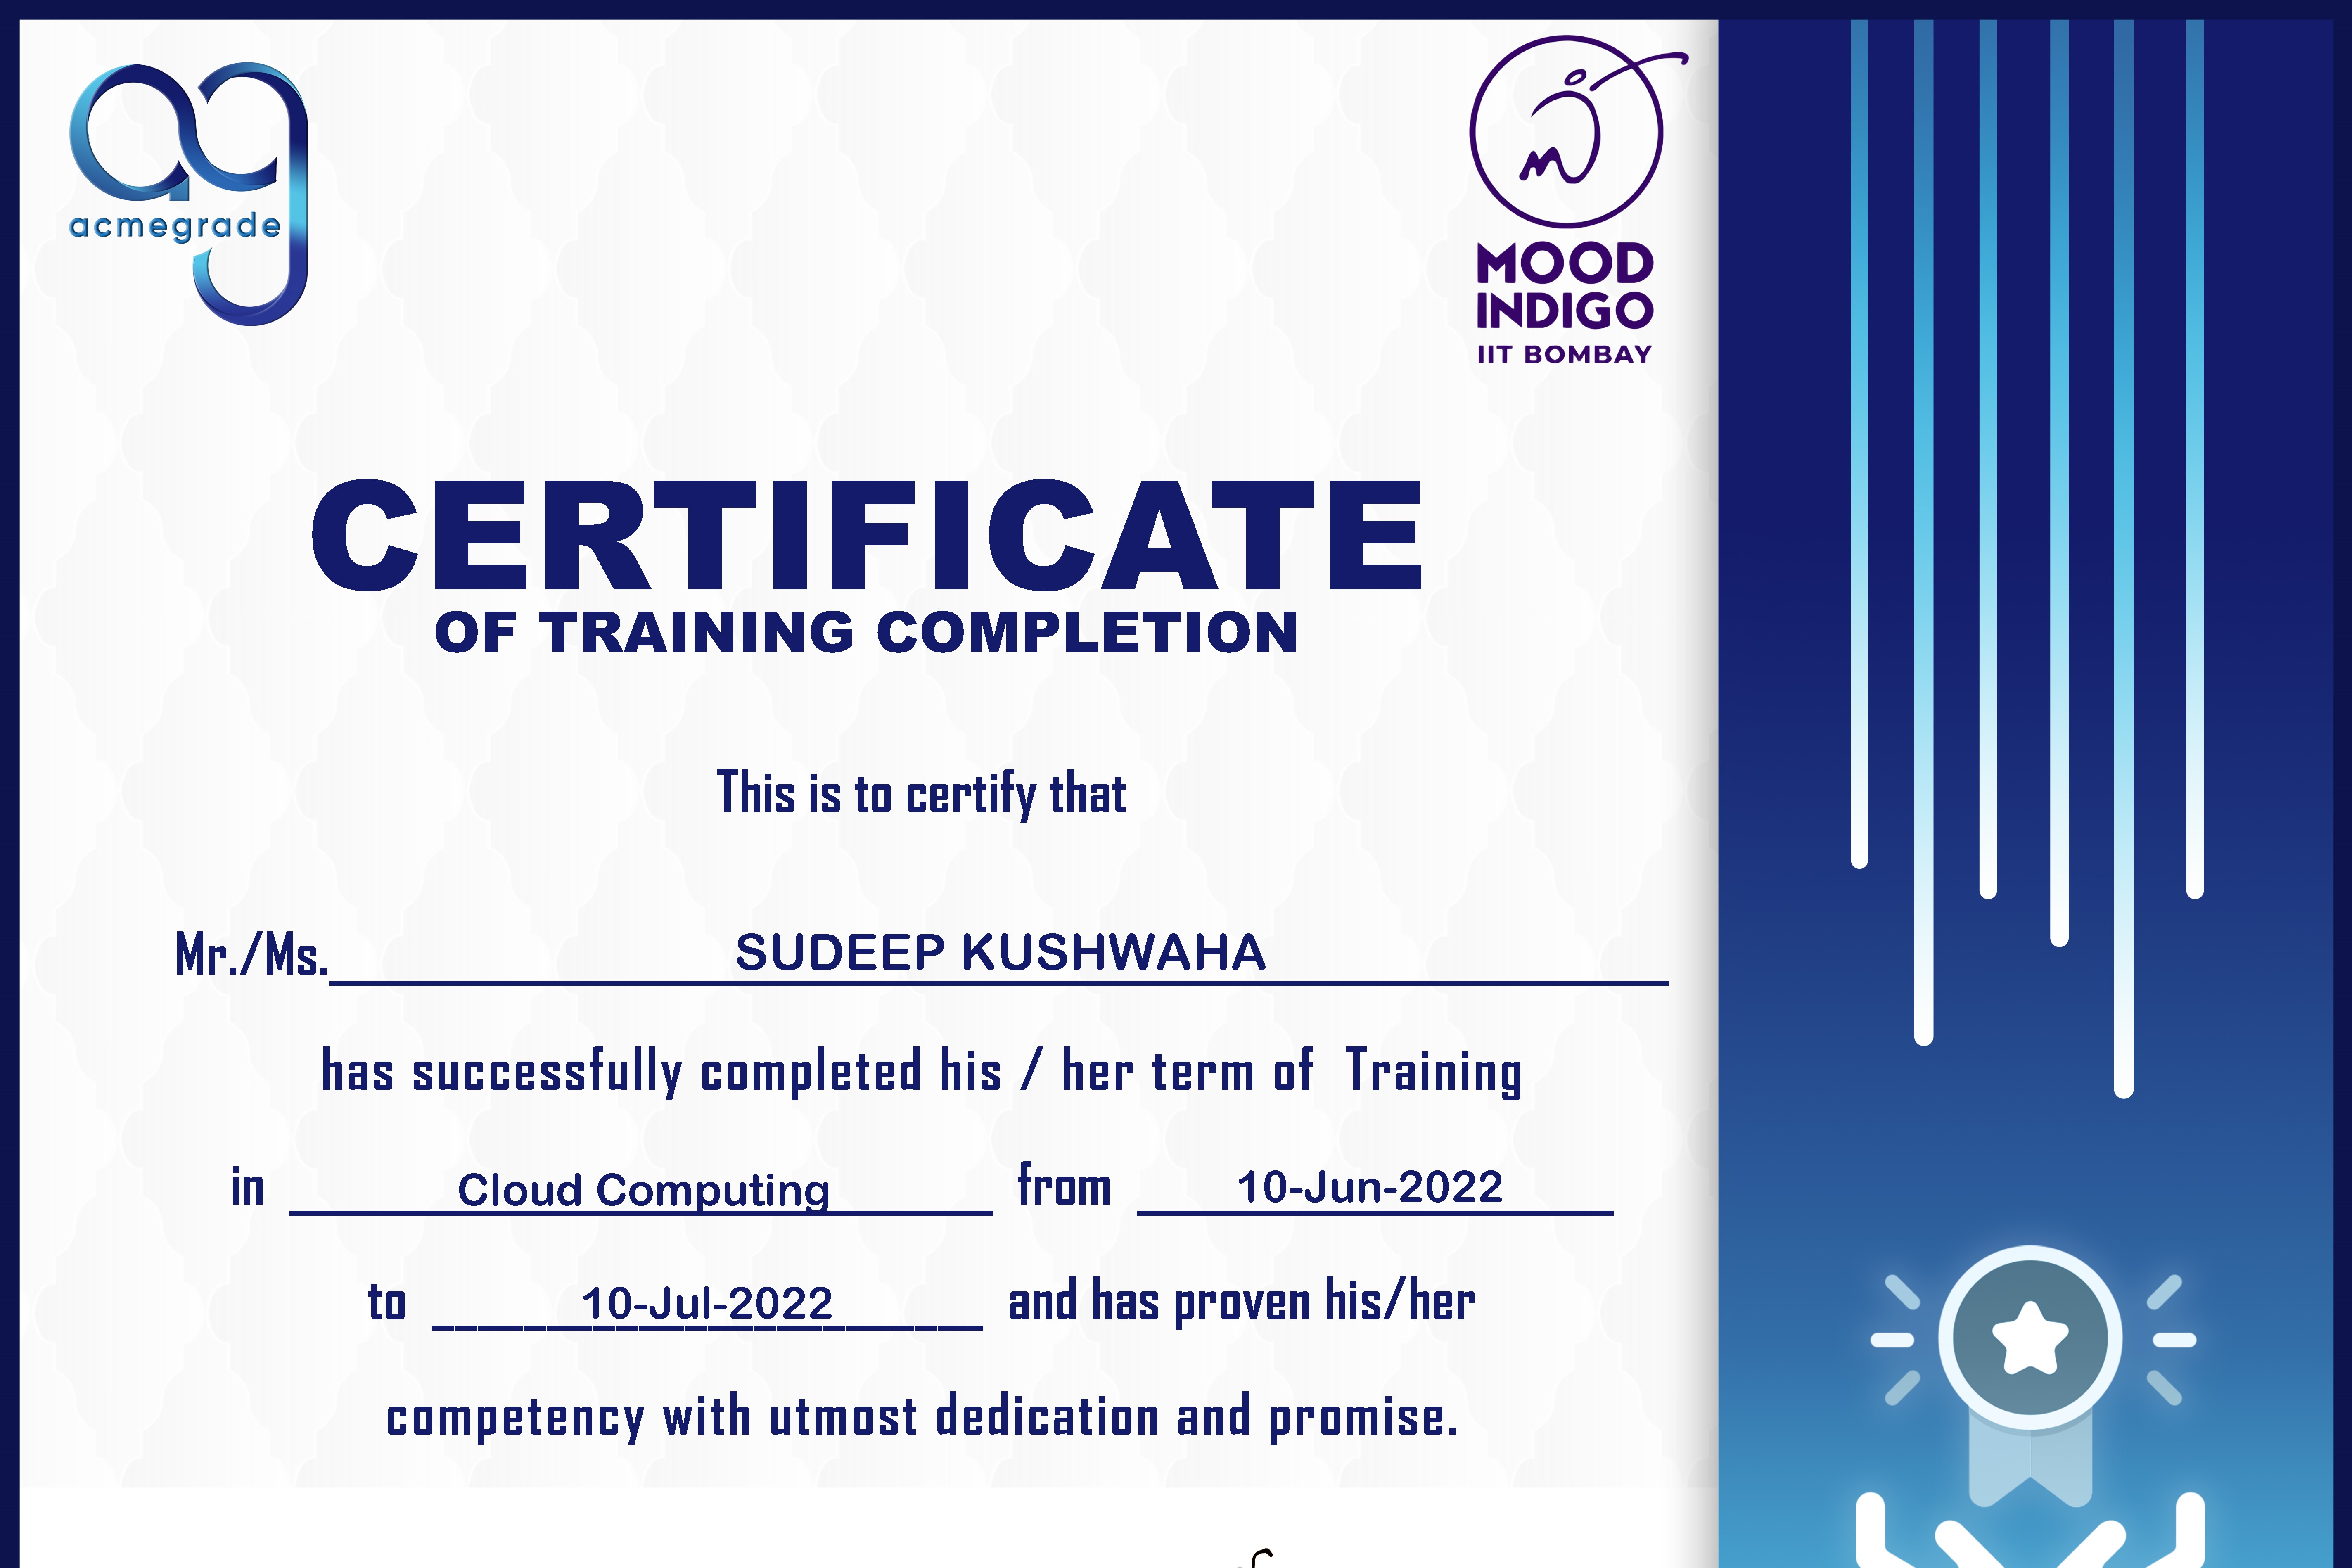 acmegrade
MOOD
INDIGO
IIT BOMBAY
CERTIFICATE
OF TRAINING COMPLETION
This is to certify that
Mr./Ms. SUDEEP KUSHWAHA
has successfully completed his / her term of Training
in Cloud Computing from 10-Jun-2022
to 10-Jul-2022 and has proven his/her
competency with utmost dedication and promise.